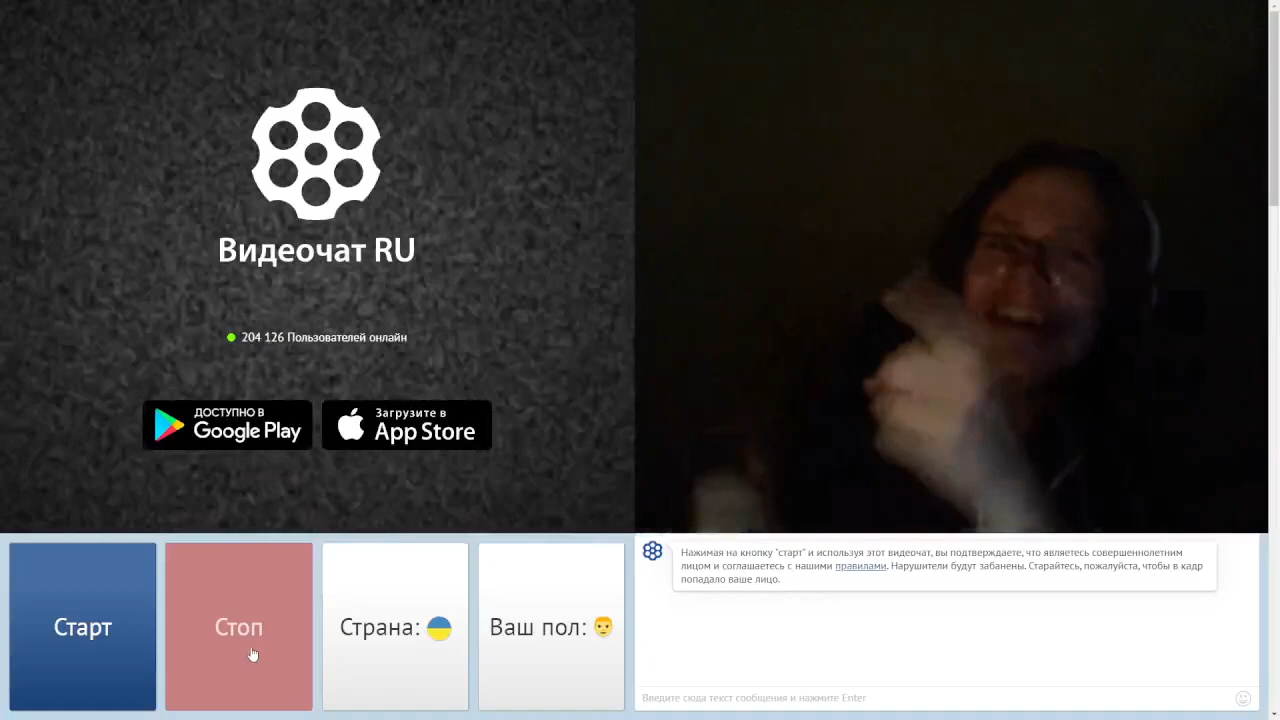 Видеочат RU
204 126 Пользователей онлайн
ДОСТУПНО В
Google Play
Загрузите в
App Store
Старт
Стоп
Страна:
Ваш пол:
Нажимая на кнопку "старт" и используя этот видеочат, вы подтверждаете, что являетесь совершеннолетним
лицом и соглашаетесь с нашими правилами. Нарушители будут забанены. Старайтесь, пожалуйста, чтобы в кадр
попадало ваше лицо.
Введите сюда текст сообщения и нажмите Enter